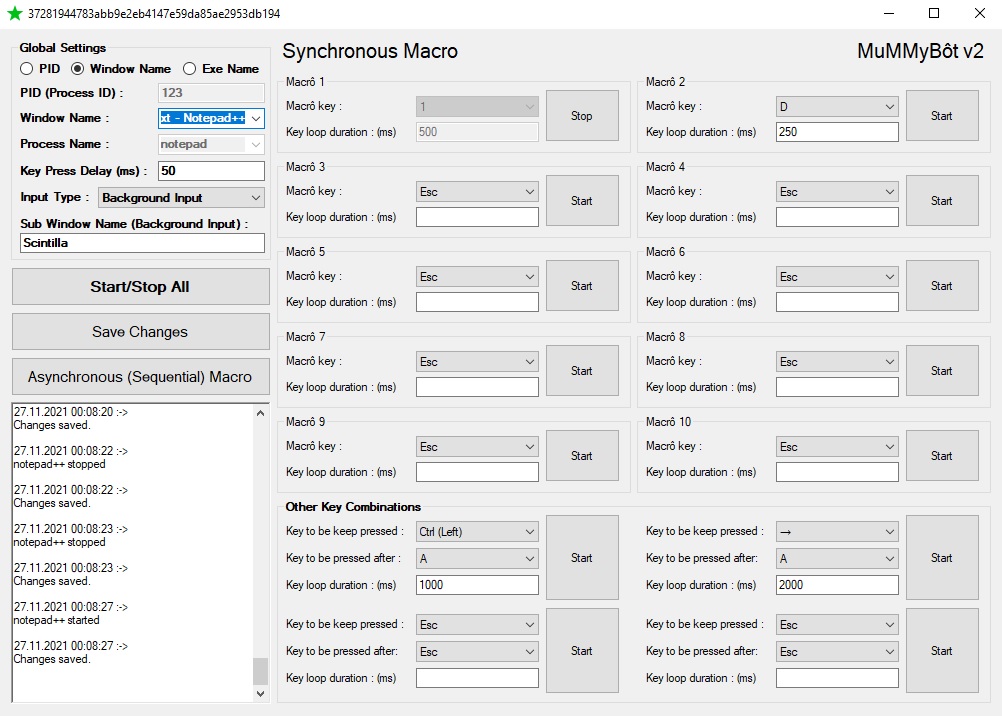 37281944783abb9e2eb4147e59da85ae2953db194
Global Settings
PID Window Name Exe Name
PID (Process ID) : 123
Window Name : xt - Notepad++
Process Name : notepad
Key Press Delay (ms) : 50
Input Type : Background Input
Sub Window Name (Background Input) :
Scintilla
Start/Stop All
Save Changes
Asynchronous (Sequential) Macro
27.11.2021 00:08:20 :->
Changes saved.
27.11.2021 00:08:22 :->
notepad++ stopped
27.11.2021 00:08:22 :->
Changes saved.
27.11.2021 00:08:23 :->
notepad++ stopped
27.11.2021 00:08:23 :->
Changes saved.
27.11.2021 00:08:27 :->
notepad++ started
27.11.2021 00:08:27 :->
Changes saved.
Synchronous Macro
MuMMyBôt v2
Macrô 1
Macrô key : 1
Key loop duration : (ms) 500
Stop
Macrô 2
Macrô key : D
Key loop duration : (ms) 250
Start
Macrô 3
Macrô key : Esc
Key loop duration : (ms)
Start
Macrô 4
Macrô key : Esc
Key loop duration : (ms)
Start
Macrô 5
Macrô key : Esc
Key loop duration : (ms)
Start
Macrô 6
Macrô key : Esc
Key loop duration : (ms)
Start
Macrô 7
Macrô key : Esc
Key loop duration : (ms)
Start
Macrô 8
Macrô key : Esc
Key loop duration : (ms)
Start
Macrô 9
Macrô key : Esc
Key loop duration : (ms)
Start
Macrô 10
Macrô key : Esc
Key loop duration : (ms)
Start
Other Key Combinations
Key to be keep pressed : Ctrl (Left)
Key to be pressed after: A
Key loop duration : (ms) 1000
Start
Key to be keep pressed : →
Key to be pressed after: A
Key loop duration : (ms) 2000
Start
Key to be keep pressed : Esc
Key to be pressed after: Esc
Key loop duration : (ms)
Start
Key to be keep pressed : Esc
Key to be pressed after: Esc
Key loop duration : (ms)
Start